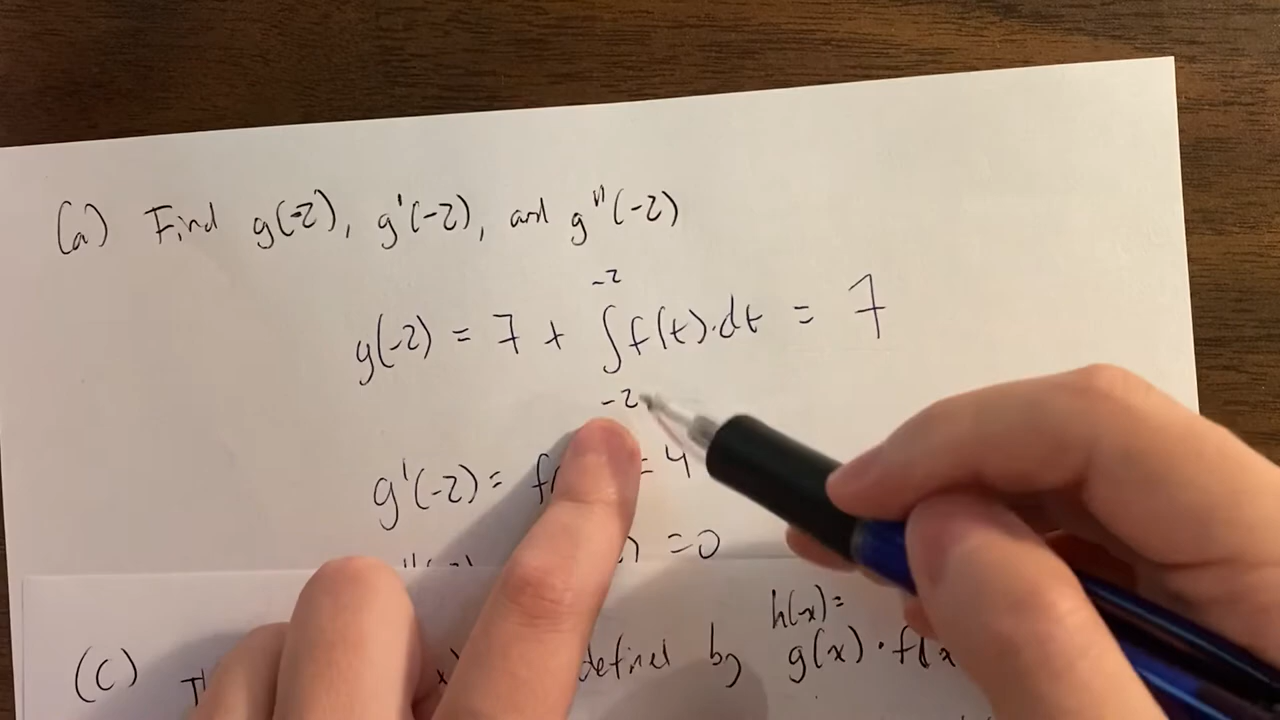 (a) Find g(-2), g'(-2), and g"(-2)
-2
g(-2) = 7 + ∫f(t)·dt = 7
-2
g'(-2) = = 4
=0
h(x)=
(C) defined by g(x)·f(x